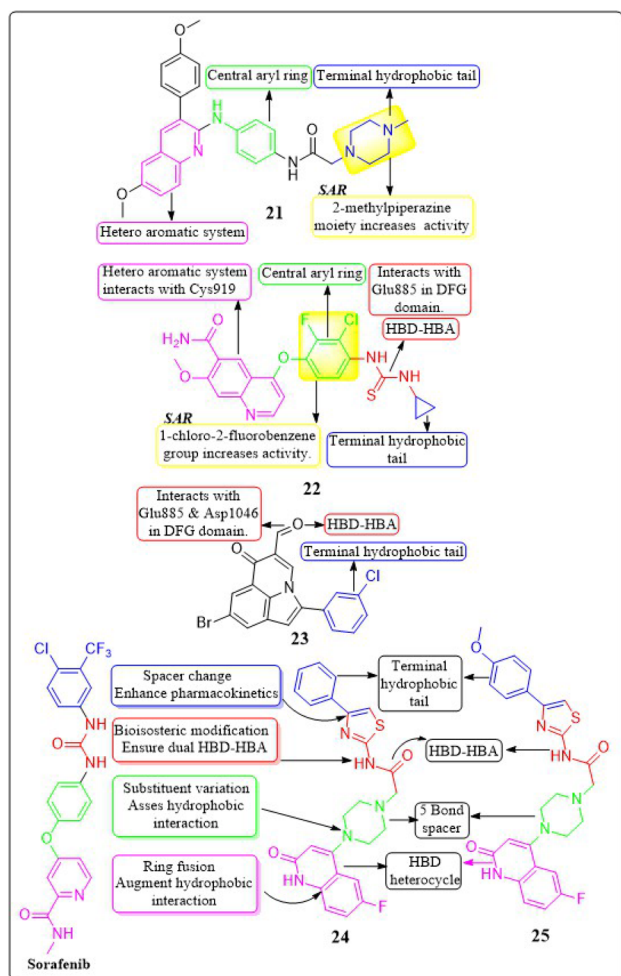 O
O
Central aryl ring
Terminal hydrophobic tail
H
N
O
N
N
N
N
H
O
SAR
21
2-methylpiperazine
moiety increases activity
Hetero aromatic system
Hetero aromatic system
interacts with Cys919
Central aryl ring
Interacts with
Glu885 in DFG
domain.
HBD-HBA
F
Cl
O
H2N
NH
O
O
NH
S
N
SAR
1-chloro-2-fluorobenzene
group increases activity.
Terminal hydrophobic
tail
22
Interacts with
Glu885 & Asp1046
in DFG domain.
O
HBD-HBA
Terminal hydrophobic tail
O
Cl
N
Br
23
CF3
Cl
Spacer change
Enhance pharmacokinetics
Terminal
hydrophobic
tail
O
N
S
N
S
NH
O
NH
Bioisosteric modification
Ensure dual HBD-HBA
HN
O
HBD-HBA
NH
O
Substituent variation
Asses hydrophobic
interaction
N
N
5 Bond
spacer
N
N
O
N
Ring fusion
Augment hydrophobic
interaction
O
HN
F
HBD
heterocycle
O
HN
F
O
NH
Sorafenib
24
25